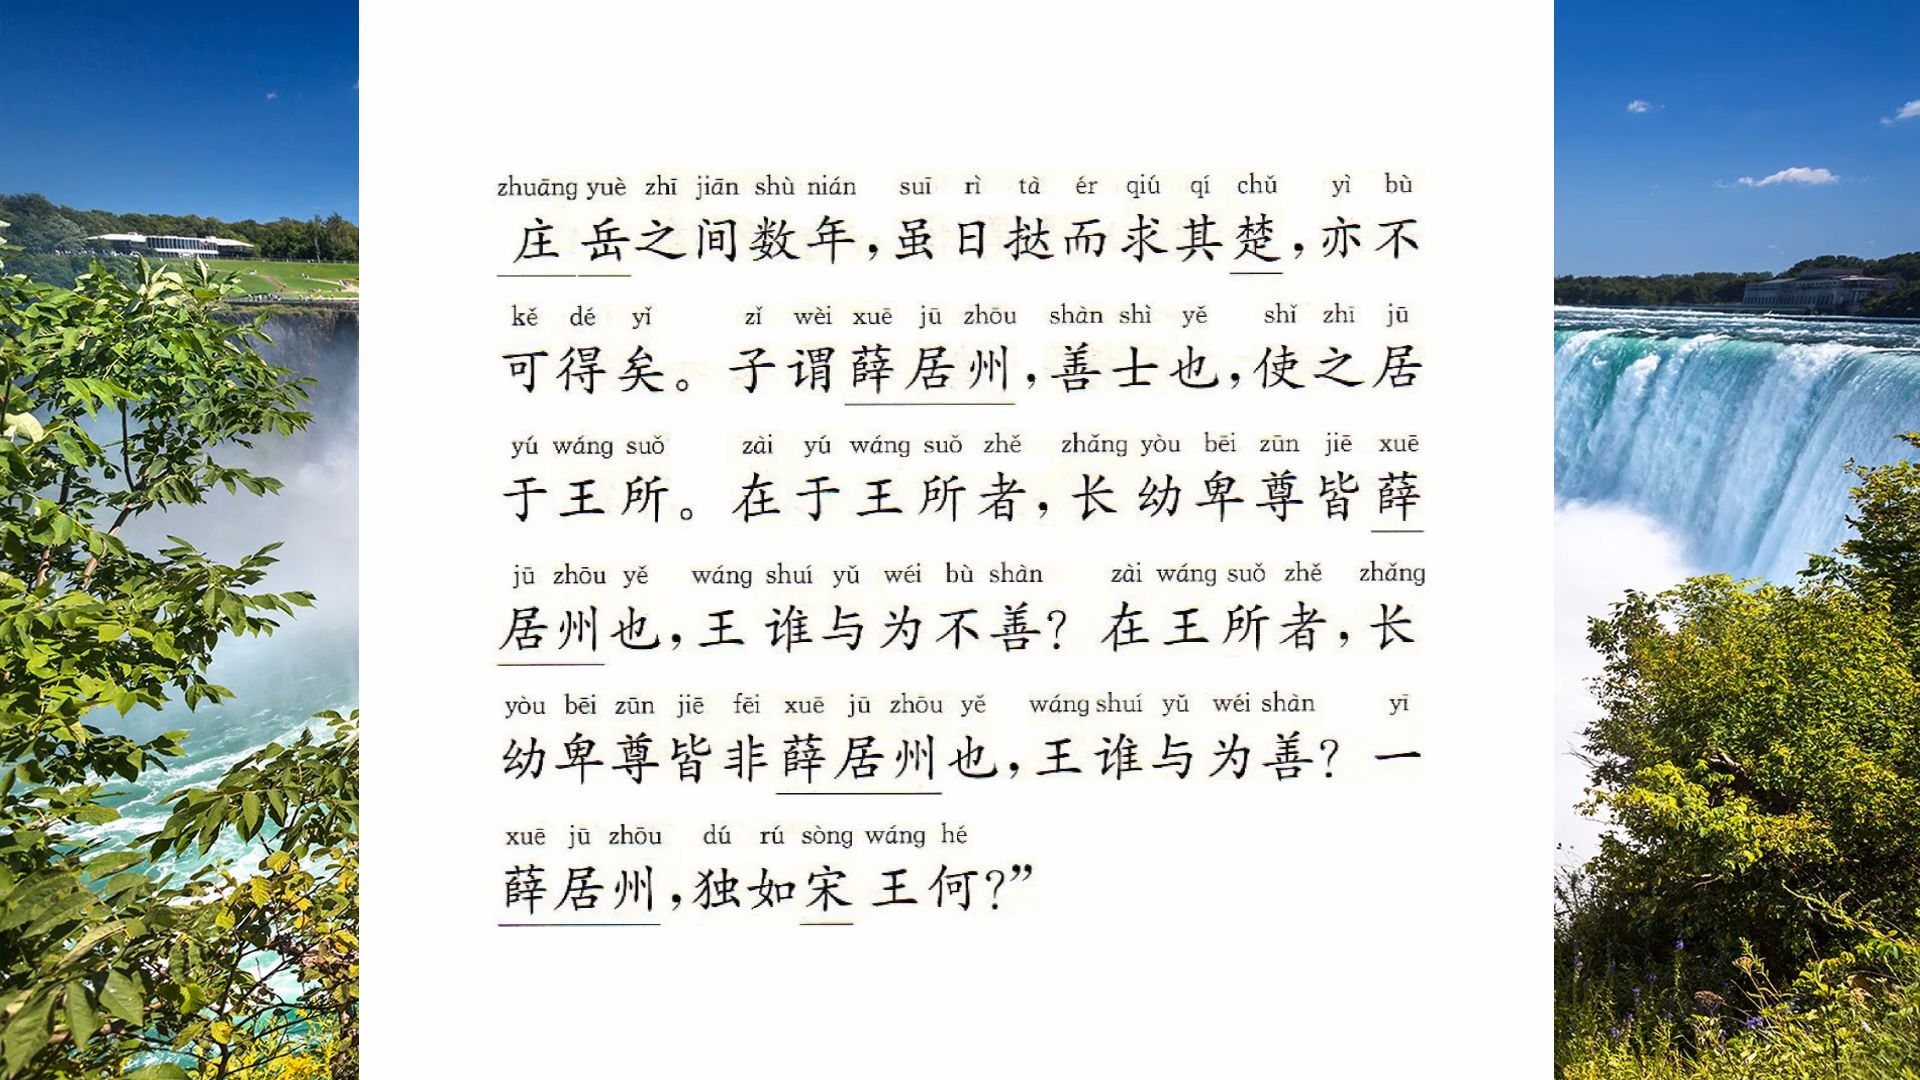 zhuāng yuè zhī jiān shù nián suī rì tà ér qiú qí chǔ yì bù
庄岳之间数年，虽日挞而求其楚，亦不
kě dé yǐ zǐ wèi xuē jū zhōu shàn shì yě shǐ zhī jū
可得矣。子谓薛居州，善士也，使之居
yú wáng suǒ zài yú wáng suǒ zhě zhǎng yòu bēi zūn jiē xuē
于王所。在于王所者，长幼卑尊皆薛
jū zhōu yě wáng shuí yǔ wéi bù shàn zài wáng suǒ zhě zhǎng
居州也，王谁与为不善？在王所者，长
yòu bēi zūn jiē fēi xuē jū zhōu yě wáng shuí yǔ wéi shàn yī
幼卑尊皆非薛居州也，王谁与为善？一
xuē jū zhōu dú rú sòng wáng hé
薛居州，独如宋王何？”